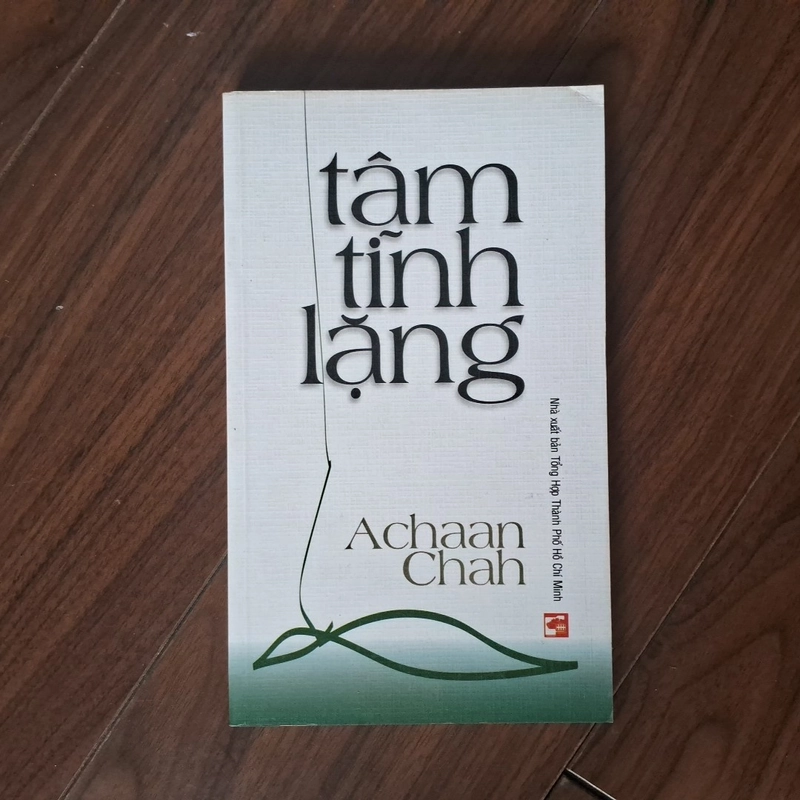 tâm
tĩnh
lặng
Achaan
Chah
Nhà xuất bản Tổng Hợp Thành Phố Hồ Chí Minh